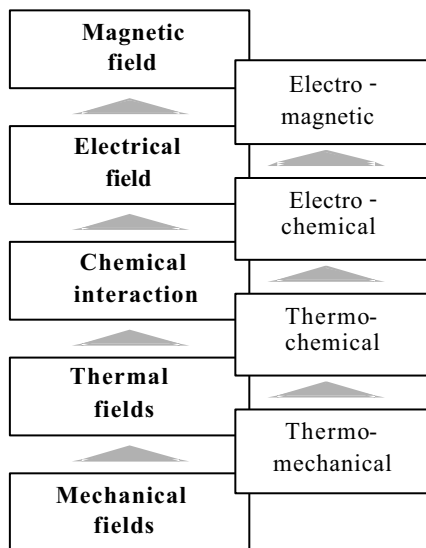 Magnetic
field
Electro -
magnetic
Electrical
field
Electro -
chemical
Chemical
interaction
Thermo-
chemical
Thermal
fields
Thermo-
mechanical
Mechanical
fields